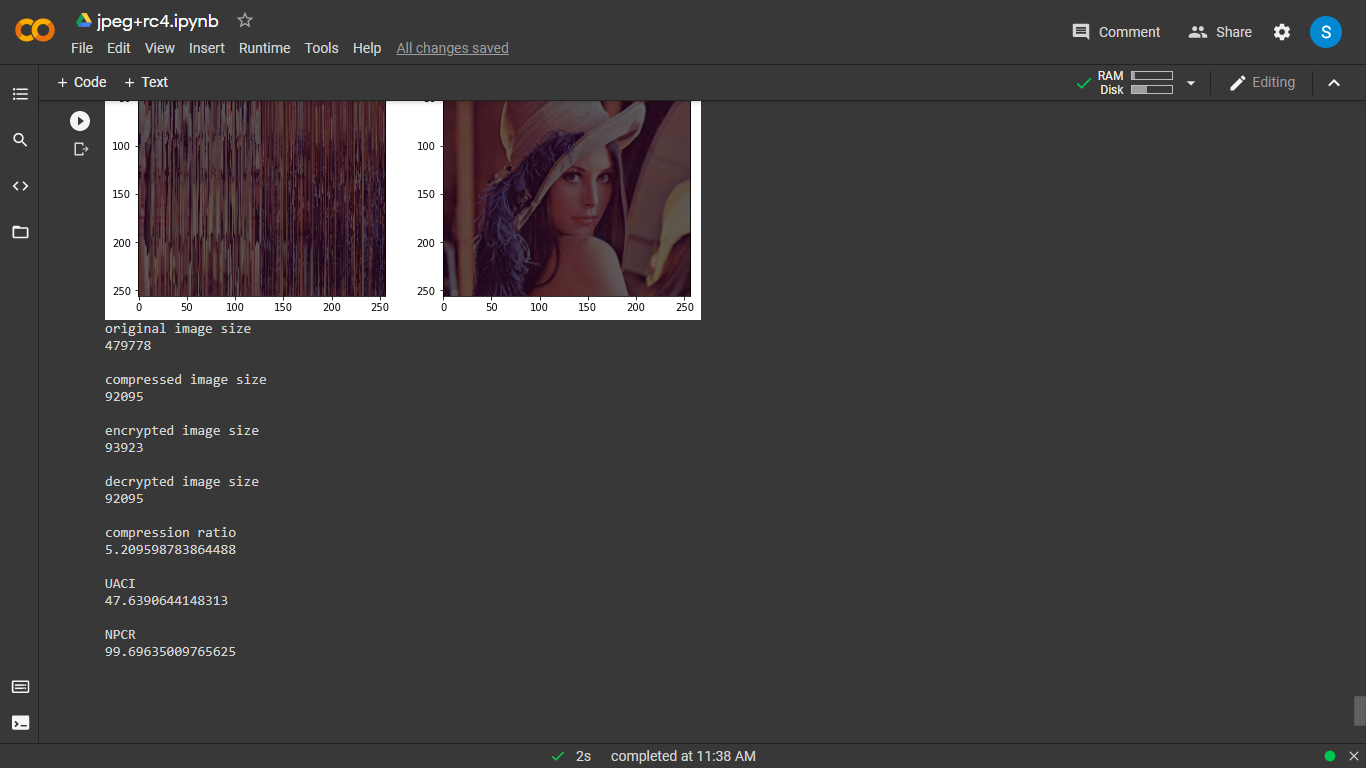 jpeg+rc4.ipynb
File Edit View Insert Runtime Tools Help All changes saved
Comment Share S
+ Code + Text
RAM
Disk
Editing
100 100
150 150
200 200
250 250
0 50 100 150 200 250 0 50 100 150 200 250
original image size
479778
compressed image size
92095
encrypted image size
93923
decrypted image size
92095
compression ratio
5.209598783864488
UACI
47.6390644148313
NPCR
99.69635009765625
2s completed at 11:38 AM